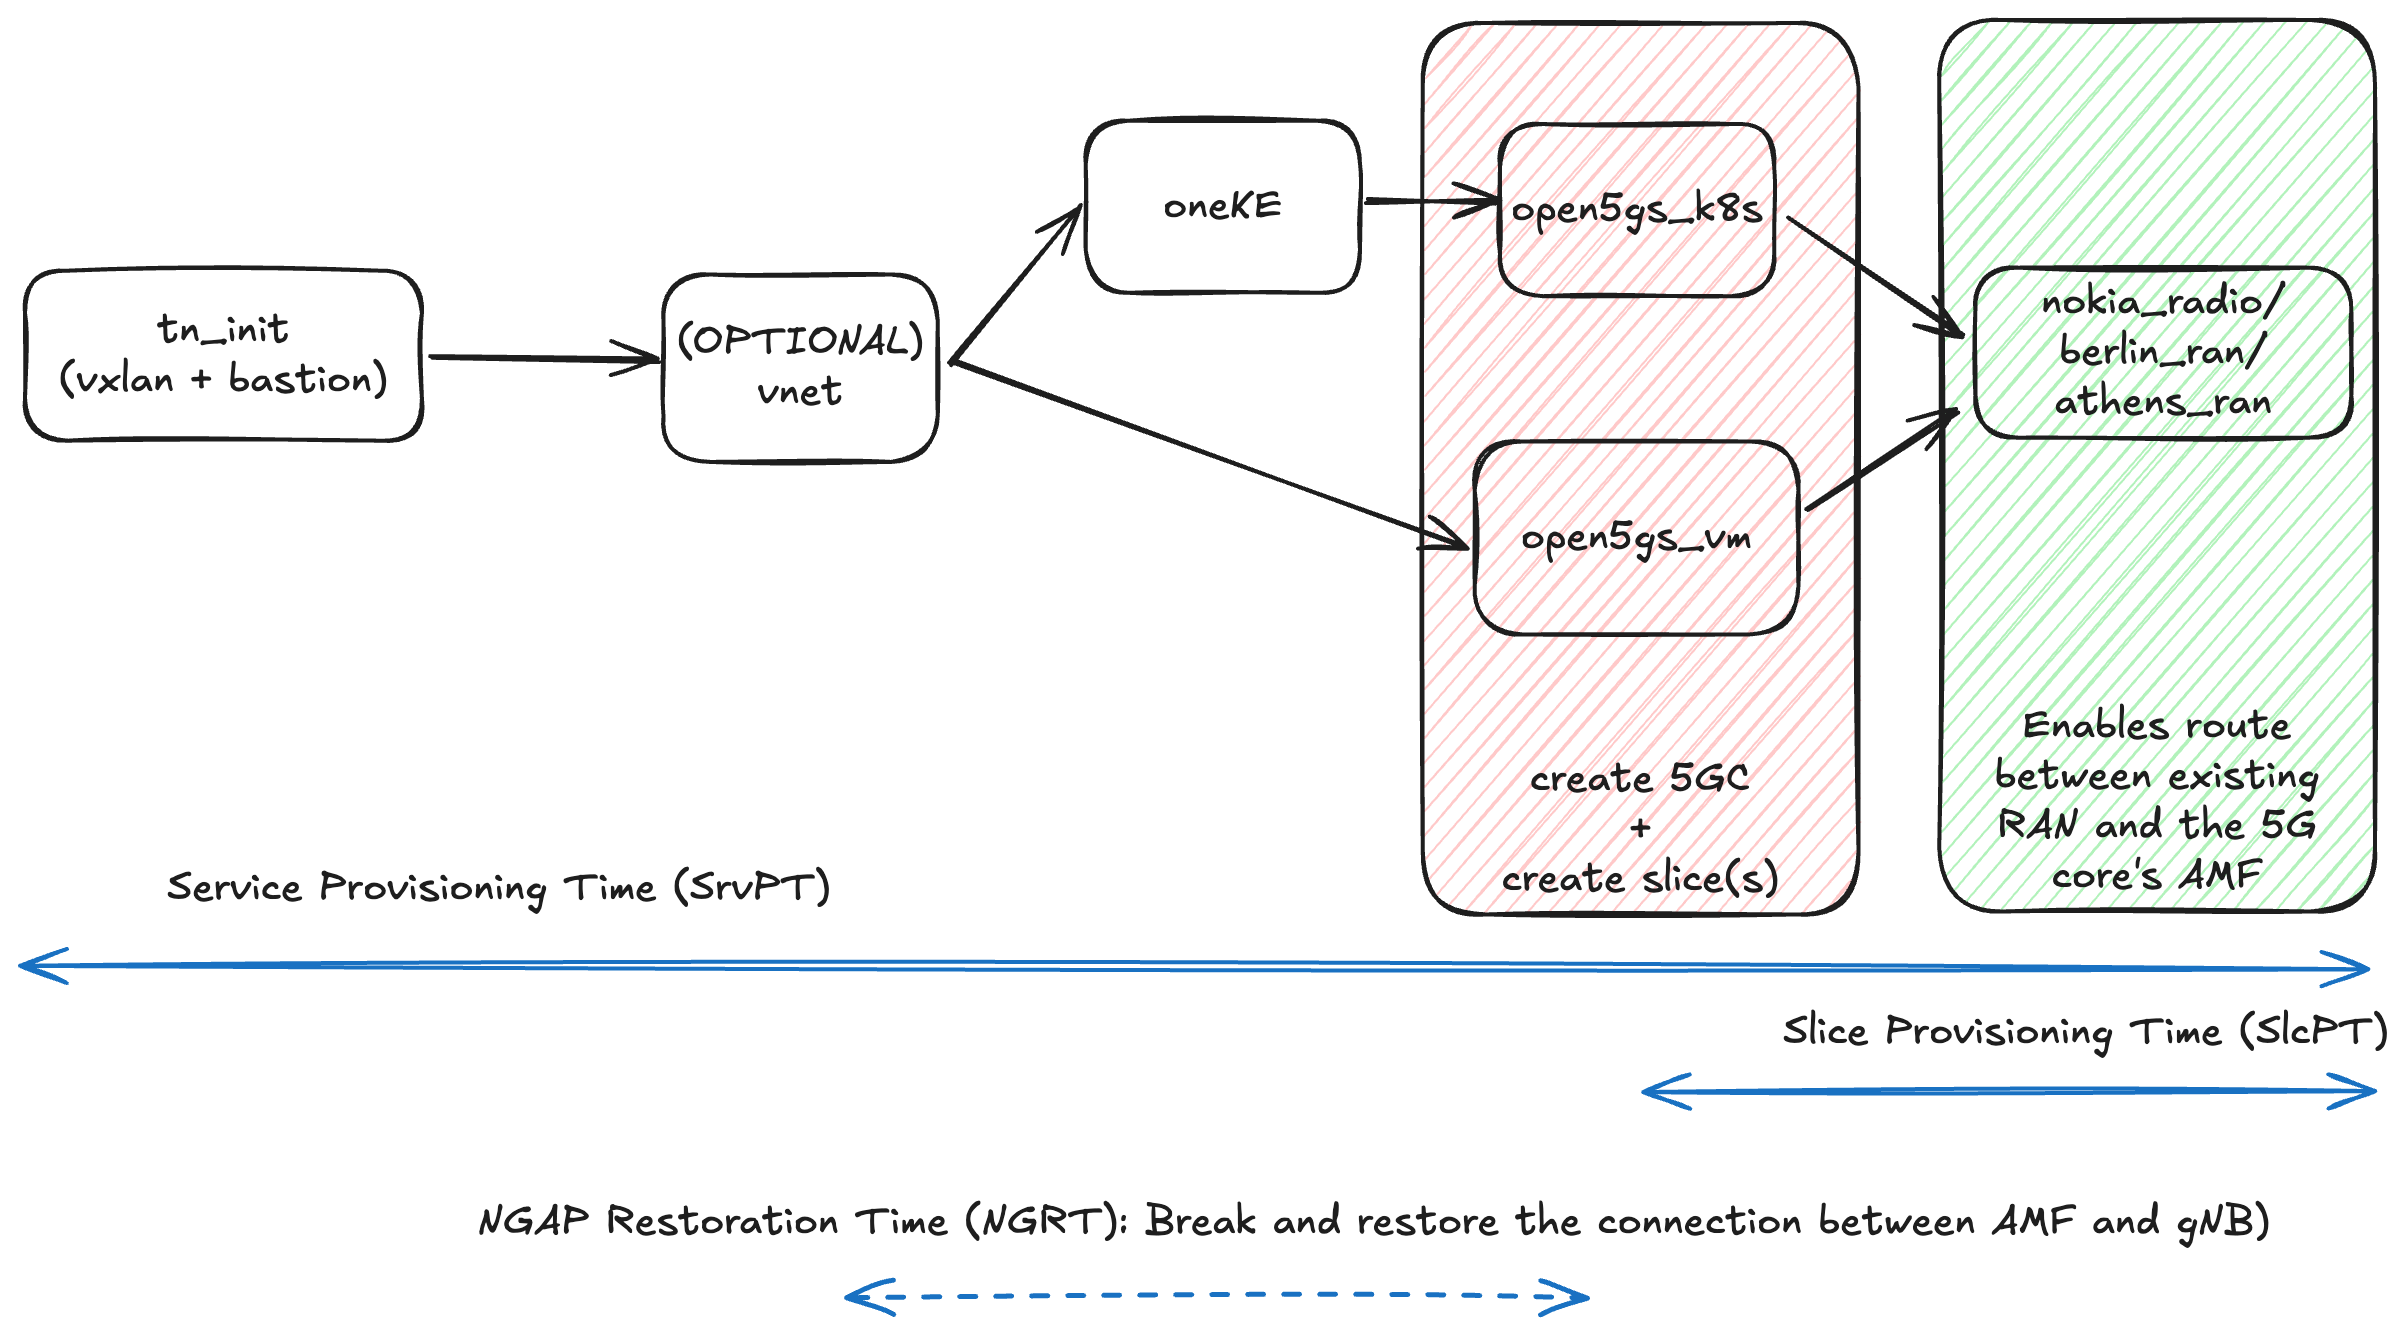 tn_init
(vxlan + bastion)
(OPTIONAL)
vnet
oneKE
open5gs_k8s
open5gs_vm
create 5GC
+
create slice(s)
nokia_radio/
berlin_ran/
athens_ran
Enables route
between existing
RAN and the 5G
core's AMF
Service Provisioning Time (SrvPT)
Slice Provisioning Time (SlcPT)
NGAP Restoration Time (NGRT): Break and restore the connection between AMF and gNB)